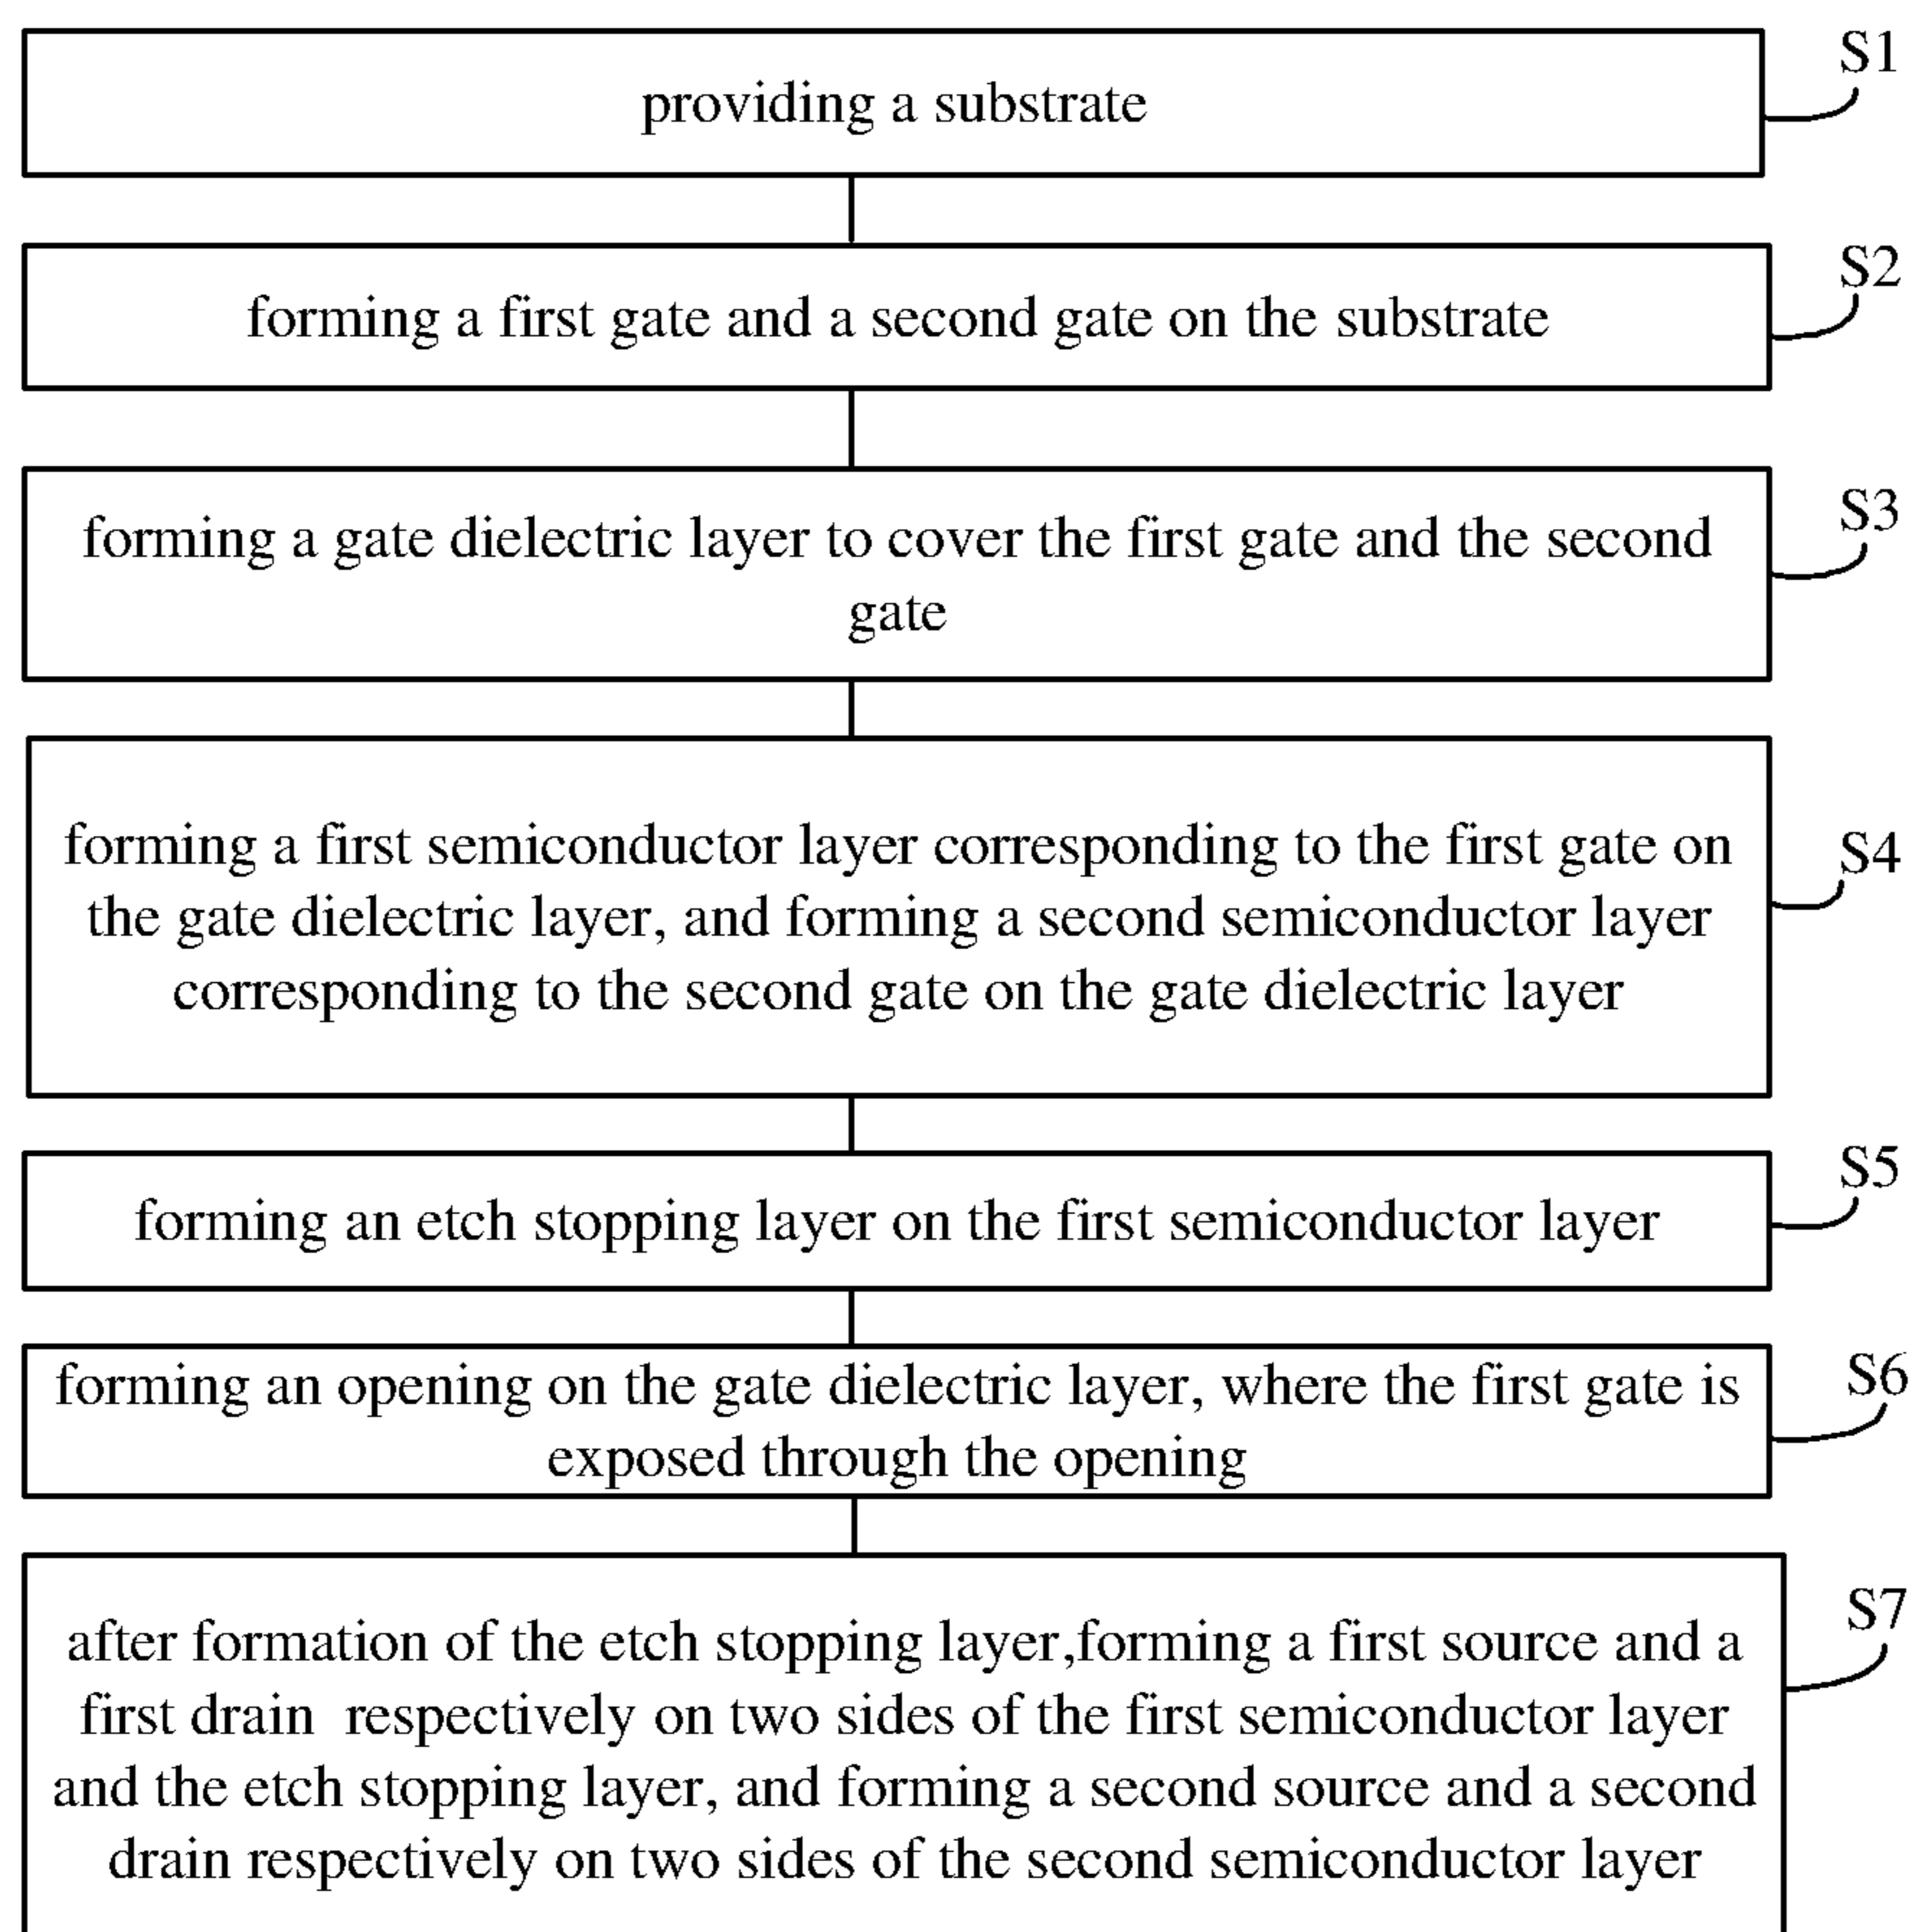 providing a substrate
S1
forming a first gate and a second gate on the substrate
S2
forming a gate dielectric layer to cover the first gate and the second
gate
S3
forming a first semiconductor layer corresponding to the first gate on
the gate dielectric layer, and forming a second semiconductor layer
corresponding to the second gate on the gate dielectric layer
S4
forming an etch stopping layer on the first semiconductor layer
S5
forming an opening on the gate dielectric layer, where the first gate is
exposed through the opening
S6
after formation of the etch stopping layer,forming a first source and a
first drain  respectively on two sides of the first semiconductor layer
and the etch stopping layer, and forming a second source and a second
drain respectively on two sides of the second semiconductor layer
S7